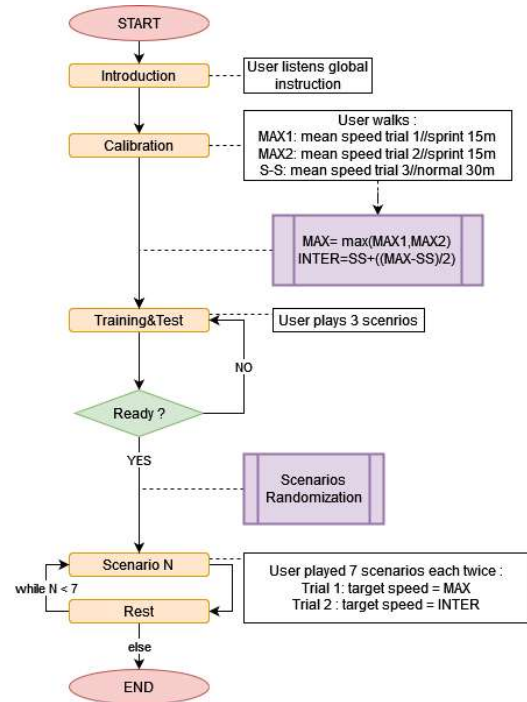 START
Introduction
User listens global
instruction
Calibration
User walks :
MAX1: mean speed trial 1//sprint 15m
MAX2: mean speed trial 2//sprint 15m
S-S: mean speed trial 3//normal 30m
MAX= max(MAX1,MAX2)
INTER=SS+((MAX-SS)/2)
Training&Test
User plays 3 scenrios
NO
Ready ?
YES
Scenarios
Randomization
Scenario N
while N < 7
Rest
User played 7 scenarios each twice :
Trial 1: target speed = MAX
Trial 2 : target speed = INTER
else
END